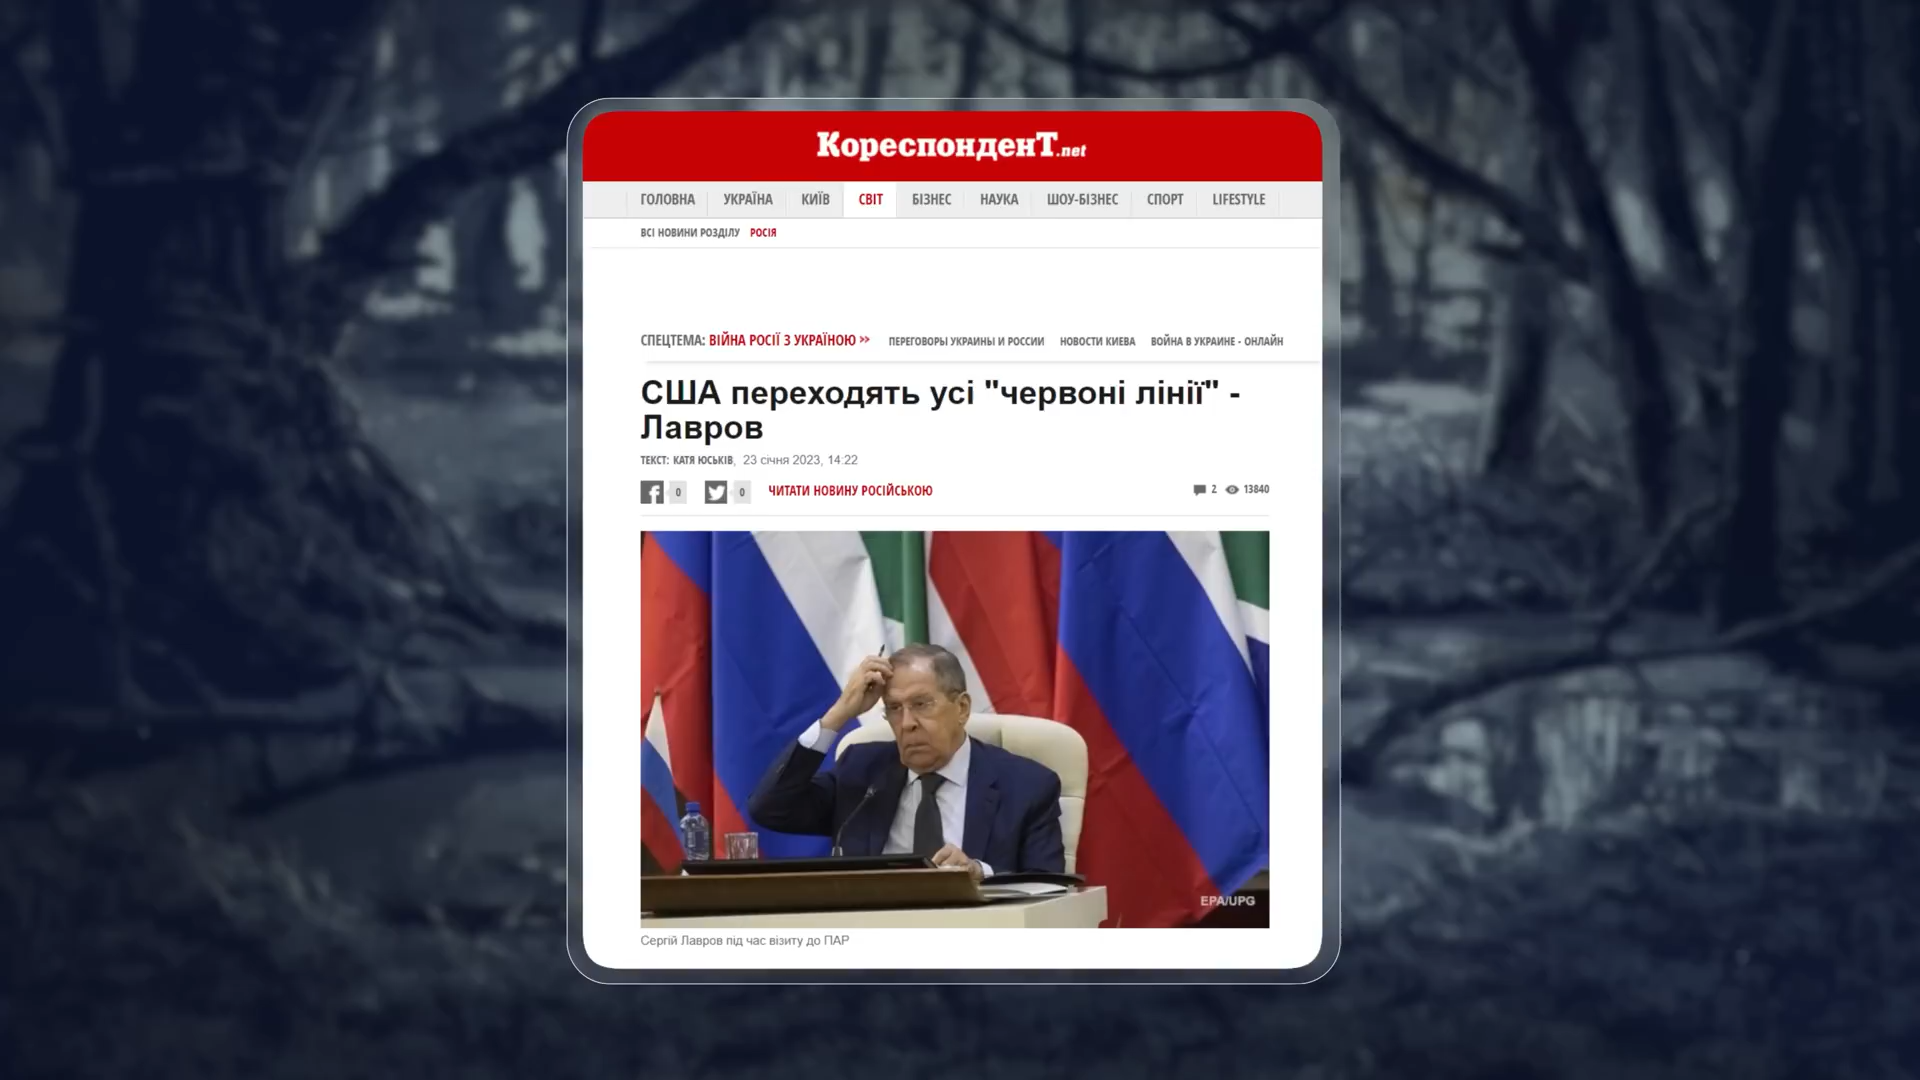 КореспонденТ.net
ГОЛОВНА УКРАЇНА КИЇВ СВІТ БІЗНЕС НАУКА ШОУ-БІЗНЕС СПОРТ LIFESTYLE
ВСІ НОВИНИ РОЗДІЛУ РОСІЯ
СПЕЦТЕМА: ВІЙНА РОСІЇ З УКРАЇНОЮ >> ПЕРЕГОВОРЫ УКРАИНЫ И РОССИИ НОВОСТИ КИЕВА ВОЙНА В УКРАИНЕ - ОНЛАЙН
США переходять усі "червоні лінії" -
Лавров
ТЕКСТ: КАТЯ ЮСЬКІВ, 23 січня 2023, 14:22
0 0 ЧИТАТИ НОВИНУ РОСІЙСЬКОЮ 2 13840
EPA/UPG
Сергій Лавров під час візиту до ПАР